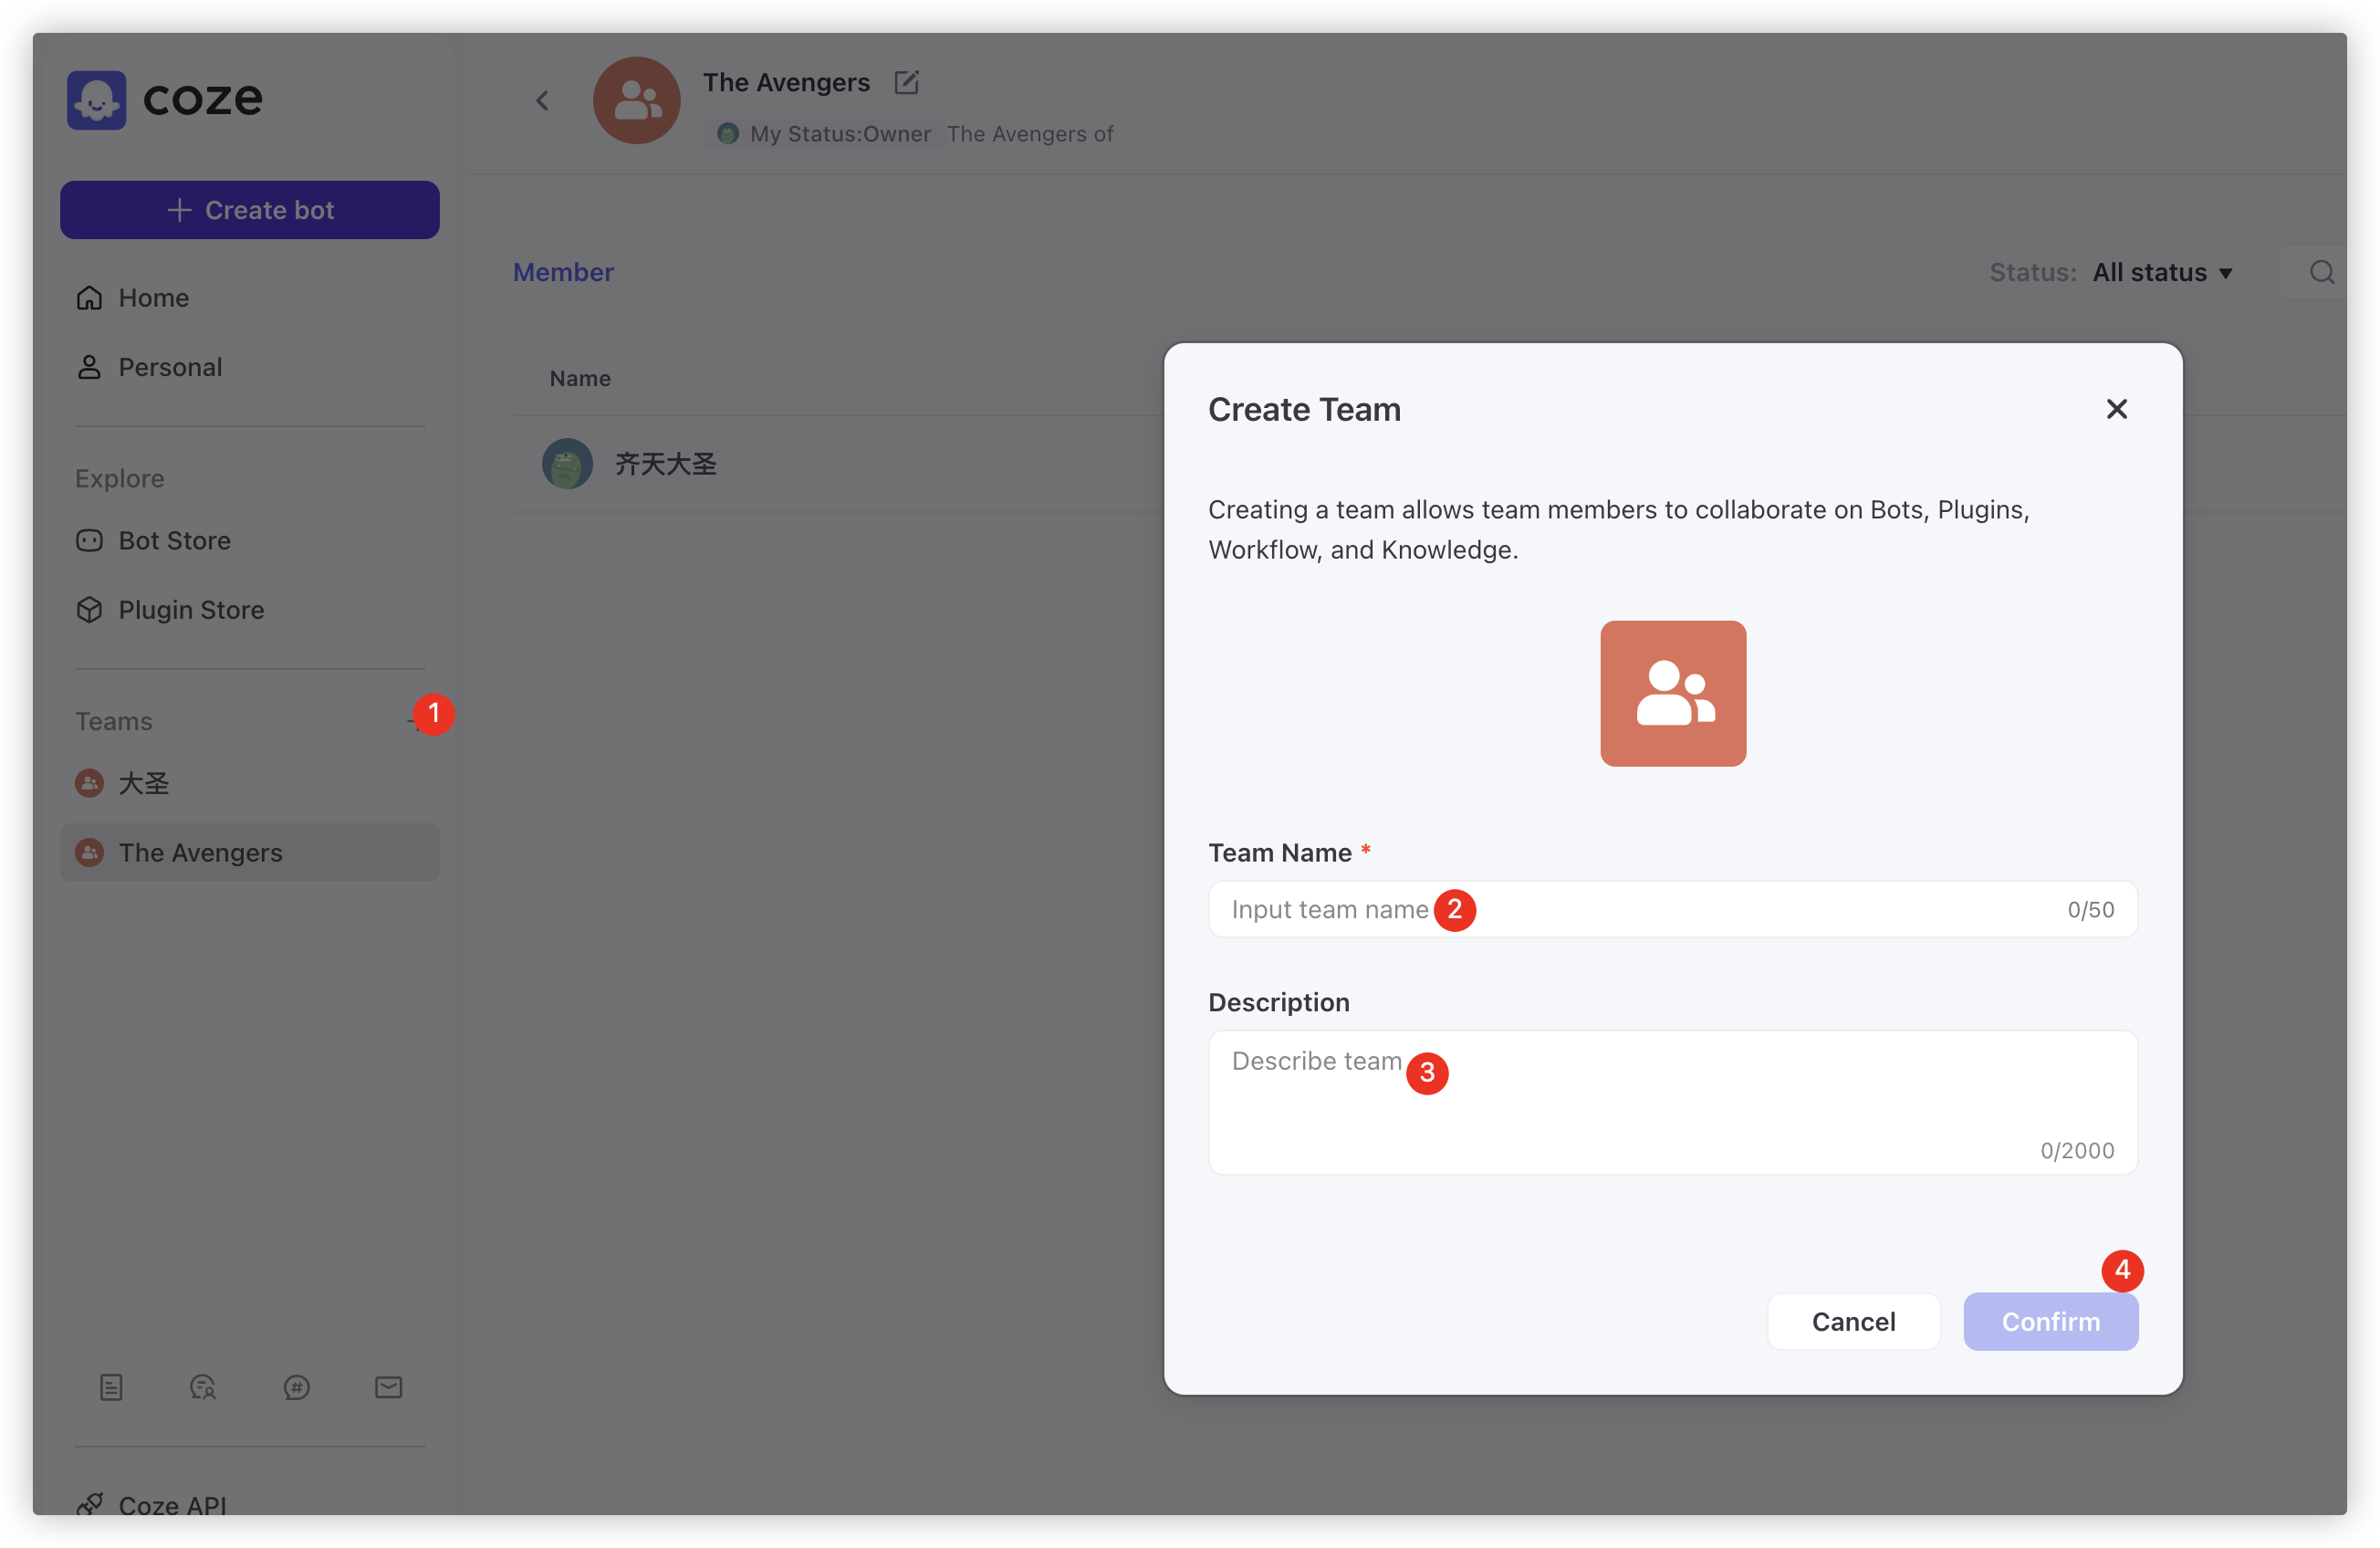 coze
Create bot
Home
Personal
Explore
Bot Store
Plugin Store
Teams
1
大圣
The Avengers
Coze API
The Avengers
My Status:Owner The Avengers of
Member
Status: All status
Name
齐天大圣
Create Team
Creating a team allows team members to collaborate on Bots, Plugins,
Workflow, and Knowledge.
Team Name *
Input team name 2 0/50
Description
Describe team 3
0/2000
4
Cancel Confirm